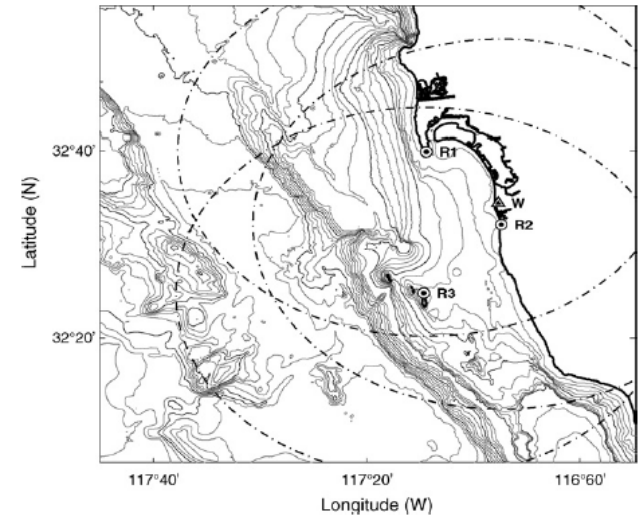 32°40'
R1
W
R2
R3
32°20'
Latitude (N)
117°40'
117°20'
116°60'
Longitude (W)